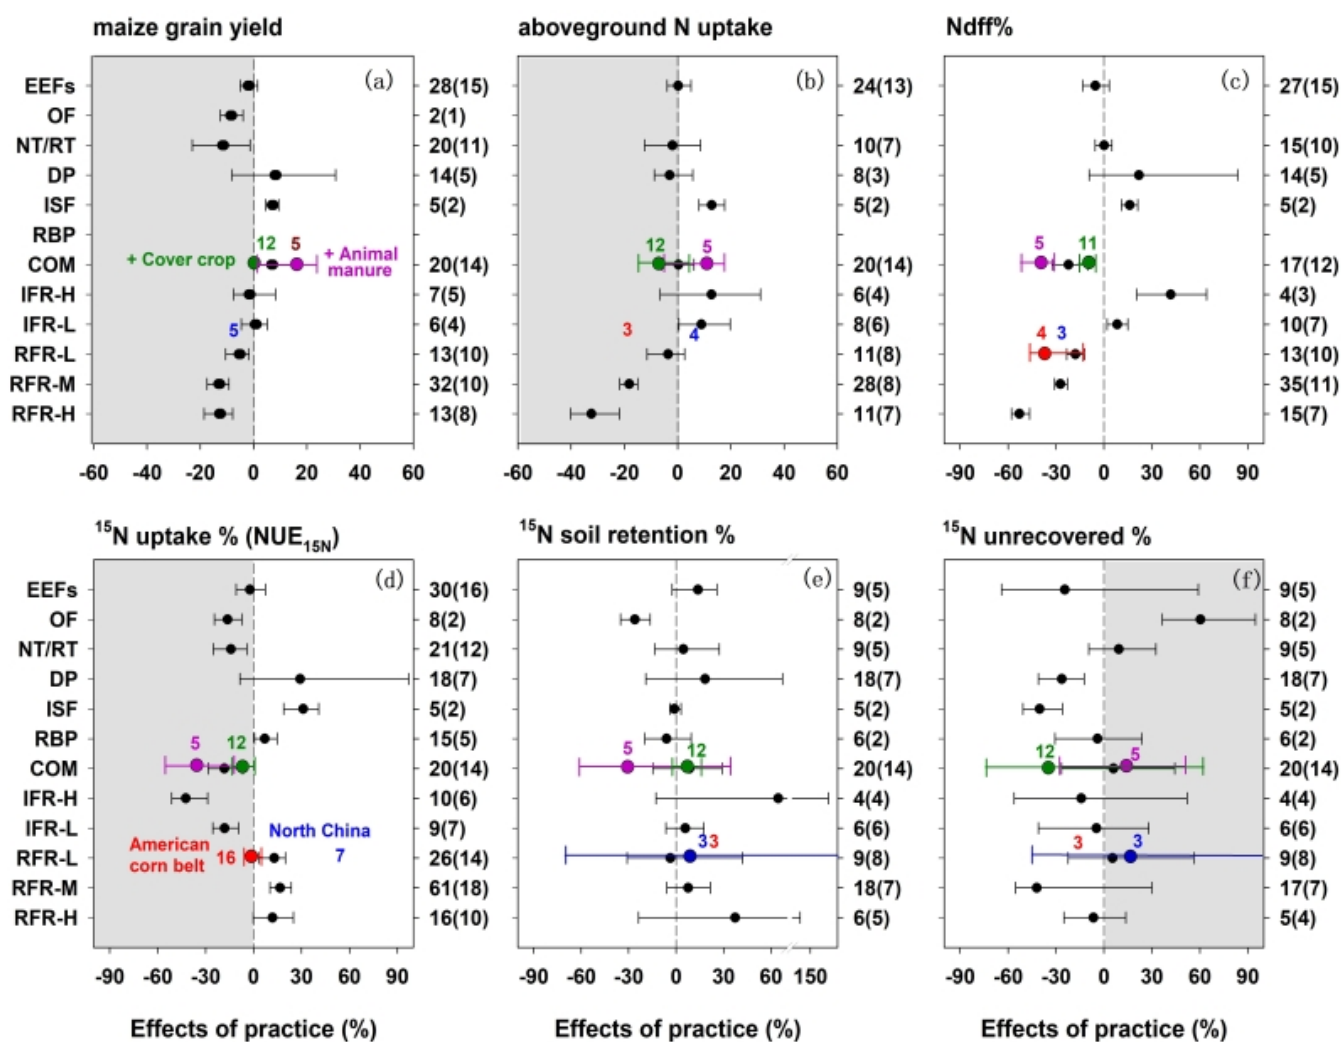 maize grain yield
aboveground N uptake
Ndff%
(a)
(b)
(c)
EEFs 28(15) 24(13) 27(15)
OF 2(1)
NT/RT 20(11) 10(7) 15(10)
DP 14(5) 8(3) 14(5)
ISF 5(2) 5(2) 5(2)
RBP
12 5 12 5 5 11
+ Cover crop
+ Animal
manure
COM 20(14) 20(14) 17(12)
IFR-H 7(5) 6(4) 4(3)
IFR-L 6(4) 8(6) 10(7)
5 3 4 4 3
RFR-L 13(10) 11(8) 13(10)
RFR-M 32(10) 28(8) 35(11)
RFR-H 13(8) 11(7) 15(7)
-60 -40 -20 0 20 40 60
-60 -40 -20 0 20 40 60
-90 -60 -30 0 30 60 90
15N uptake % (NUE15N)
15N soil retention %
15N unrecovered %
(d)
(e)
(f)
EEFs 30(16) 9(5) 9(5)
OF 8(2) 8(2) 8(2)
NT/RT 21(12) 9(5) 9(5)
DP 18(7) 18(7) 18(7)
ISF 5(2) 5(2) 5(2)
RBP 15(5) 6(2) 6(2)
5 12 5 12 12 5
COM 20(14) 20(14) 20(14)
IFR-H 10(6) 4(4) 4(4)
IFR-L 9(7) 6(6) 6(6)
American
corn belt 16
North China
7
3 3 3 3
RFR-L 26(14) 9(8) 9(8)
RFR-M 61(18) 18(7) 17(7)
RFR-H 16(10) 6(5) 5(4)
-90 -60 -30 0 30 60 90
-90 -60 -30 0 30 60 150
-90 -60 -30 0 30 60 90
Effects of practice (%)
Effects of practice (%)
Effects of practice (%)